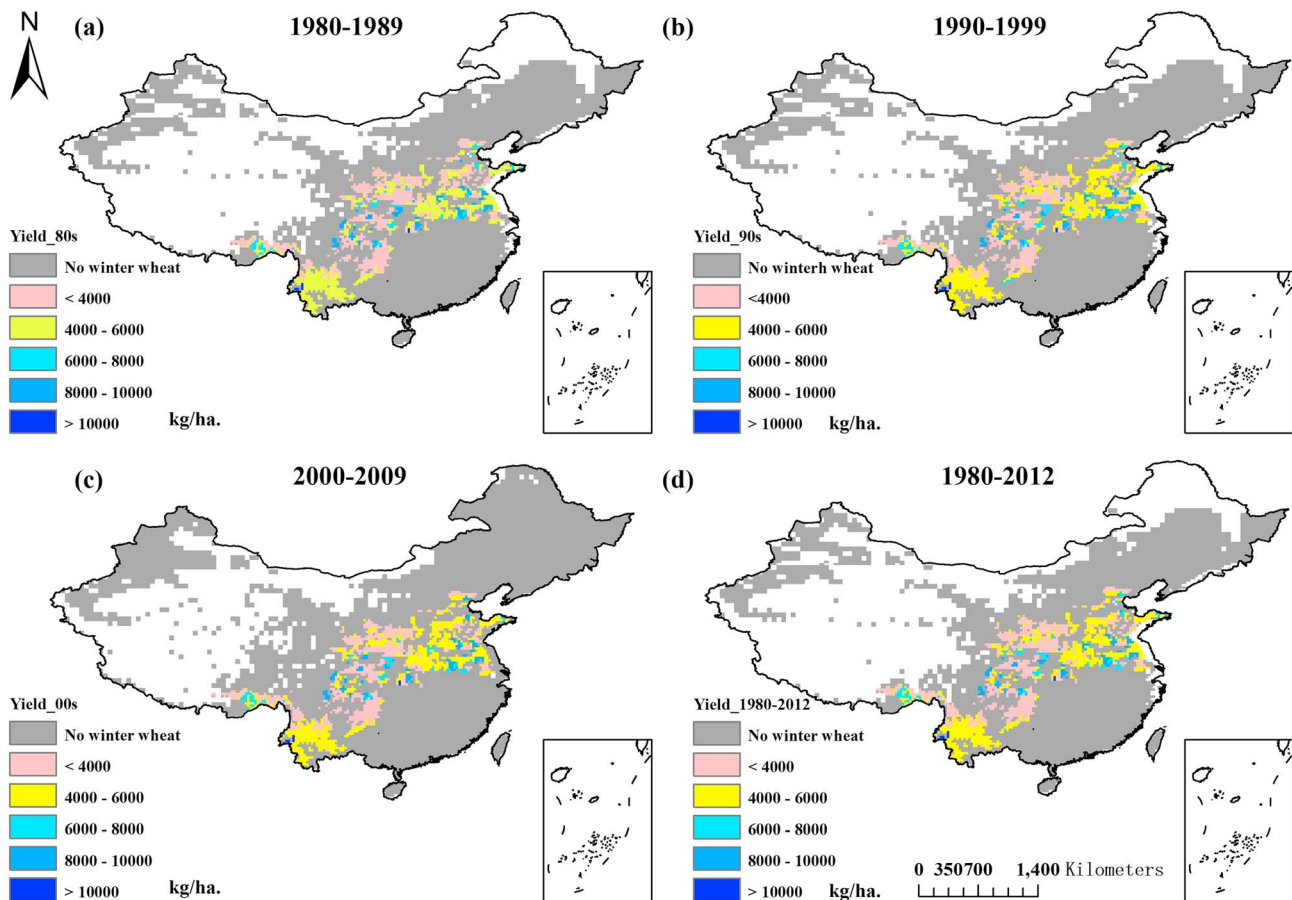 N
(a) 1980-1989
Yield_80s
No winter wheat
< 4000
4000 - 6000
6000 - 8000
8000 - 10000
> 10000 kg/ha.
(b) 1990-1999
Yield_90s
No winterh wheat
<4000
4000 - 6000
6000 - 8000
8000 - 10000
> 10000 kg/ha.
(c) 2000-2009
Yield_00s
No winter wheat
< 4000
4000 - 6000
6000 - 8000
8000 - 10000
> 10000 kg/ha.
(d) 1980-2012
Yield_1980-2012
No winter wheat
< 4000
4000 - 6000
6000 - 8000
8000 - 10000
> 10000 kg/ha.
0 350700 1,400 Kilometers